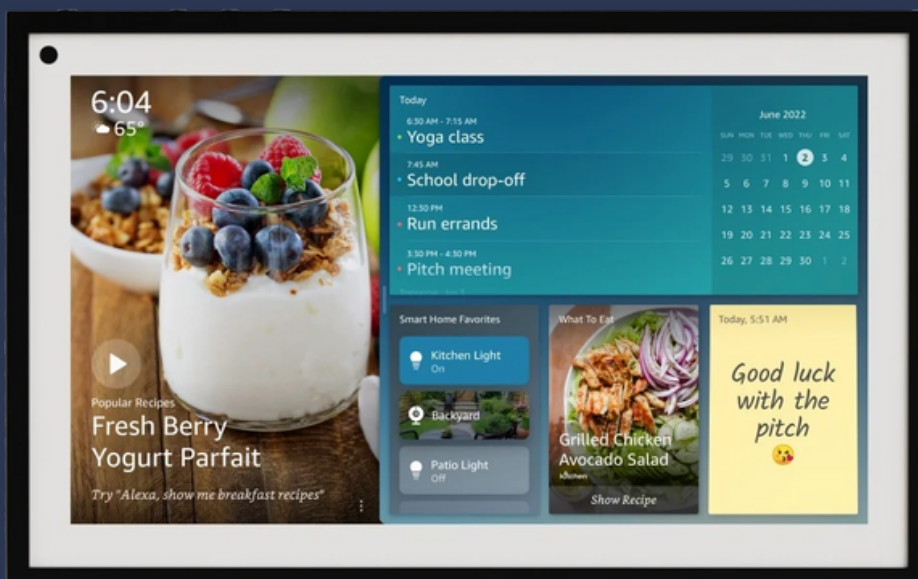 6:04
65°
Popular Recipes
Fresh Berry
Yogurt Parfait
Try "Alexa, show me breakfast recipes"
Today
6:30 AM - 7:15 AM
Yoga class
7:45 AM
School drop-off
12:30 PM
Run errands
3:30 PM - 4:30 PM
Pitch meeting
June 2022
SUN MON TUE WED THU FRI SAT
29 30 31 1 2 3 4
5 6 7 8 9 10 11
12 13 14 15 16 17 18
19 20 21 22 23 24 25
26 27 28 29 30 1 2
Smart Home Favorites
Kitchen Light
On
Backyard
Patio Light
Off
What To Eat
Grilled Chicken
Avocado Salad
Kitchen
Show Recipe
Today, 5:51 AM
Good luck
with the
pitch
😘